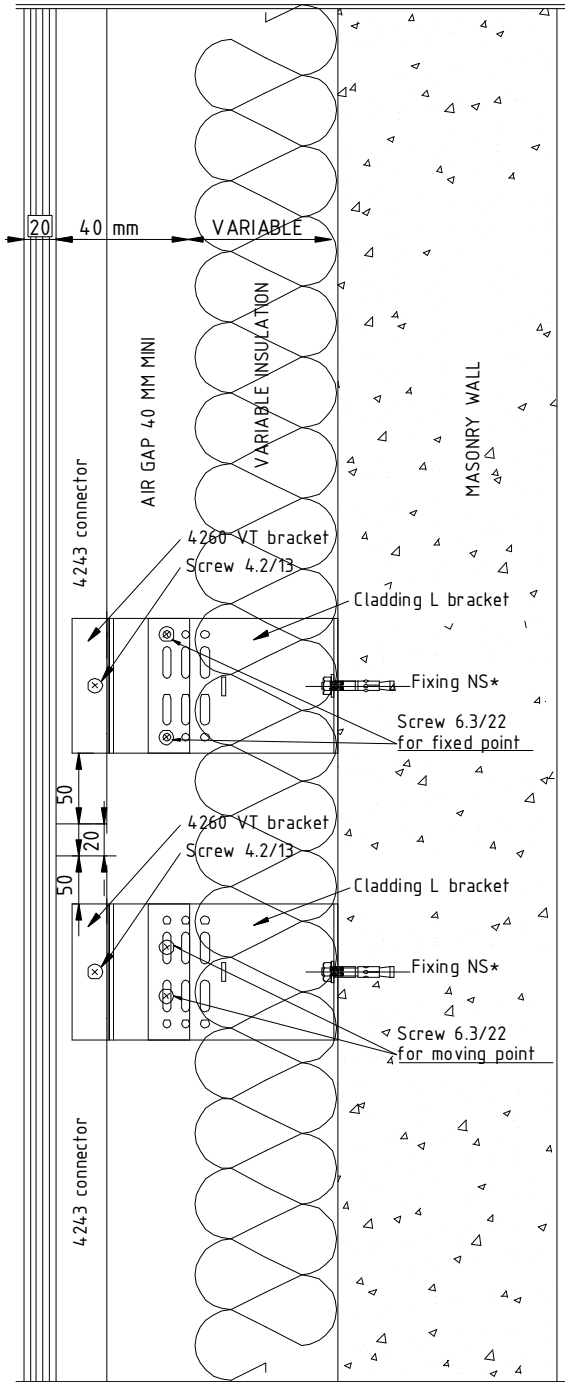 20
40 mm
VARIABLE
AIR GAP 40 MM MINI
VARIABLE INSULATION
MASONRY WALL
4243 connector
4260 VT bracket
Screw 4.2/13
Cladding L bracket
Fixing NS*
Screw 6.3/22
for fixed point
50
20
50
4260 VT bracket
Screw 4.2/13
Cladding L bracket
Fixing NS*
Screw 6.3/22
for moving point
4243 connector